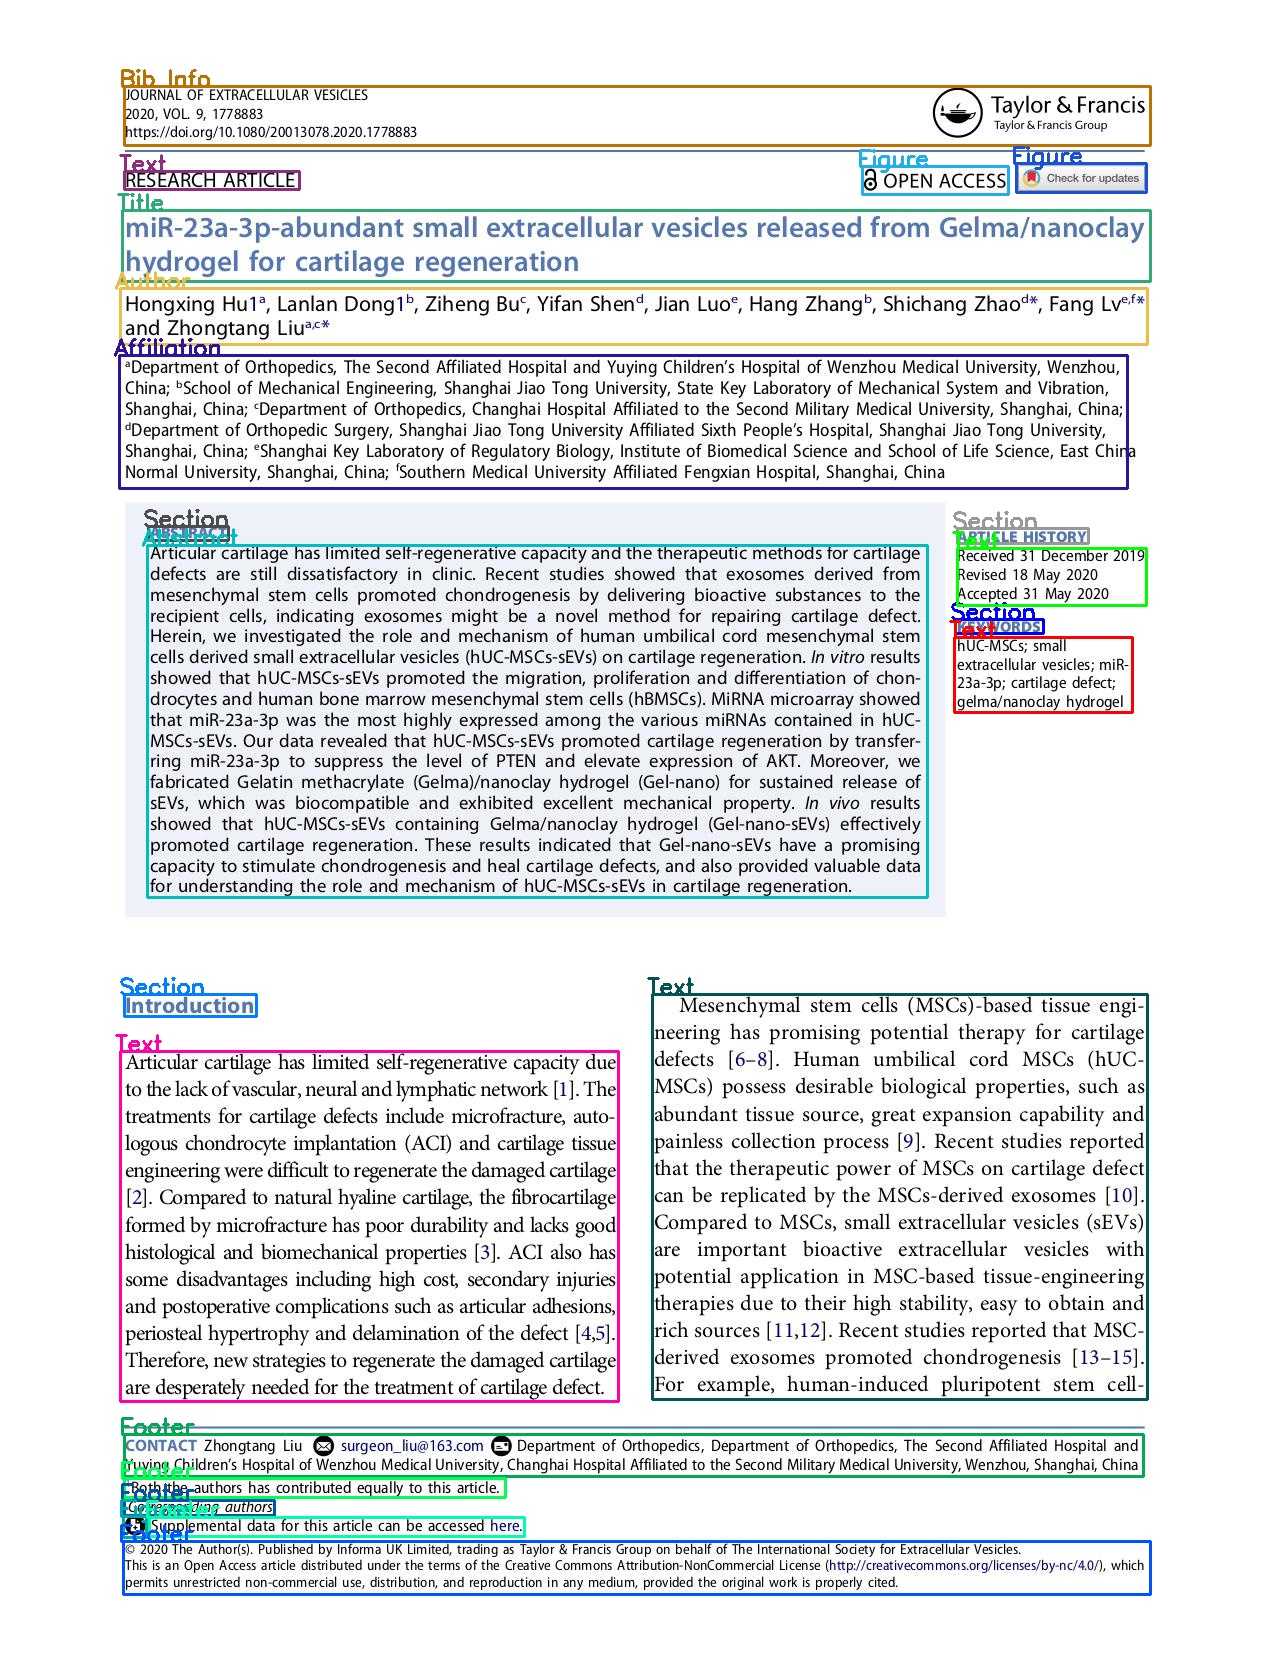 Bib_Info
JOURNAL OF EXTRACELLULAR VESICLES
2020, VOL. 9, 1778883
https://doi.org/10.1080/20013078.2020.1778883
Taylor & Francis
Taylor & Francis Group
Text
RESEARCH ARTICLE
Figure
OPEN ACCESS
Figure
Check for updates
Title
miR-23a-3p-abundant small extracellular vesicles released from Gelma/nanoclay
hydrogel for cartilage regeneration
Author
Hongxing Hu1a, Lanlan Dong1b, Ziheng Buc, Yifan Shend, Jian Luoe, Hang Zhangb, Shichang Zhaod*, Fang Lve,f*
and Zhongtang Liua,c*
Affiliation
aDepartment of Orthopedics, The Second Affiliated Hospital and Yuying Children’s Hospital of Wenzhou Medical University, Wenzhou,
China; bSchool of Mechanical Engineering, Shanghai Jiao Tong University, State Key Laboratory of Mechanical System and Vibration,
Shanghai, China; cDepartment of Orthopedics, Changhai Hospital Affiliated to the Second Military Medical University, Shanghai, China;
dDepartment of Orthopedic Surgery, Shanghai Jiao Tong University Affiliated Sixth People’s Hospital, Shanghai Jiao Tong University,
Shanghai, China; eShanghai Key Laboratory of Regulatory Biology, Institute of Biomedical Science and School of Life Science, East China
Normal University, Shanghai, China; fSouthern Medical University Affiliated Fengxian Hospital, Shanghai, China
Section
ABSTRACT
Abstract
Articular cartilage has limited self-regenerative capacity and the therapeutic methods for cartilage
defects are still dissatisfactory in clinic. Recent studies showed that exosomes derived from
mesenchymal stem cells promoted chondrogenesis by delivering bioactive substances to the
recipient cells, indicating exosomes might be a novel method for repairing cartilage defect.
Herein, we investigated the role and mechanism of human umbilical cord mesenchymal stem
cells derived small extracellular vesicles (hUC-MSCs-sEVs) on cartilage regeneration. In vitro results
showed that hUC-MSCs-sEVs promoted the migration, proliferation and differentiation of chon-
drocytes and human bone marrow mesenchymal stem cells (hBMSCs). MiRNA microarray showed
that miR-23a-3p was the most highly expressed among the various miRNAs contained in hUC-
MSCs-sEVs. Our data revealed that hUC-MSCs-sEVs promoted cartilage regeneration by transfer-
ring miR-23a-3p to suppress the level of PTEN and elevate expression of AKT. Moreover, we
fabricated Gelatin methacrylate (Gelma)/nanoclay hydrogel (Gel-nano) for sustained release of
sEVs, which was biocompatible and exhibited excellent mechanical property. In vivo results
showed that hUC-MSCs-sEVs containing Gelma/nanoclay hydrogel (Gel-nano-sEVs) effectively
promoted cartilage regeneration. These results indicated that Gel-nano-sEVs have a promising
capacity to stimulate chondrogenesis and heal cartilage defects, and also provided valuable data
for understanding the role and mechanism of hUC-MSCs-sEVs in cartilage regeneration.
Section
ARTICLE HISTORY
Text
Received 31 December 2019
Revised 18 May 2020
Accepted 31 May 2020
Section
KEYWORDS
Text
hUC-MSCs; small
extracellular vesicles; miR-
23a-3p; cartilage defect;
gelma/nanoclay hydrogel
Section
Introduction
Text
Articular cartilage has limited self-regenerative capacity due
to the lack of vascular, neural and lymphatic network [1]. The
treatments for cartilage defects include microfracture, auto-
logous chondrocyte implantation (ACI) and cartilage tissue
engineering were difficult to regenerate the damaged cartilage
[2]. Compared to natural hyaline cartilage, the fibrocartilage
formed by microfracture has poor durability and lacks good
histological and biomechanical properties [3]. ACI also has
some disadvantages including high cost, secondary injuries
and postoperative complications such as articular adhesions,
periosteal hypertrophy and delamination of the defect [4,5].
Therefore, new strategies to regenerate the damaged cartilage
are desperately needed for the treatment of cartilage defect.
Text
Mesenchymal stem cells (MSCs)-based tissue engi-
neering has promising potential therapy for cartilage
defects [6–8]. Human umbilical cord MSCs (hUC-
MSCs) possess desirable biological properties, such as
abundant tissue source, great expansion capability and
painless collection process [9]. Recent studies reported
that the therapeutic power of MSCs on cartilage defect
can be replicated by the MSCs-derived exosomes [10].
Compared to MSCs, small extracellular vesicles (sEVs)
are important bioactive extracellular vesicles with
potential application in MSC-based tissue-engineering
therapies due to their high stability, easy to obtain and
rich sources [11,12]. Recent studies reported that MSC-
derived exosomes promoted chondrogenesis [13–15].
For example, human-induced pluripotent stem cell-
Footer
CONTACT Zhongtang Liu surgeon_liu@163.com Department of Orthopedics, Department of Orthopedics, The Second Affiliated Hospital and
Yuying Children’s Hospital of Wenzhou Medical University, Changhai Hospital Affiliated to the Second Military Medical University, Wenzhou, Shanghai, China
Footer
Both the authors has contributed equally to this article.
Footer
Corresponding authors
Footer
Supplemental data for this article can be accessed here.
Footer
© 2020 The Author(s). Published by Informa UK Limited, trading as Taylor & Francis Group on behalf of The International Society for Extracellular Vesicles.
This is an Open Access article distributed under the terms of the Creative Commons Attribution-NonCommercial License (http://creativecommons.org/licenses/by-nc/4.0/), which
permits unrestricted non-commercial use, distribution, and reproduction in any medium, provided the original work is properly cited.